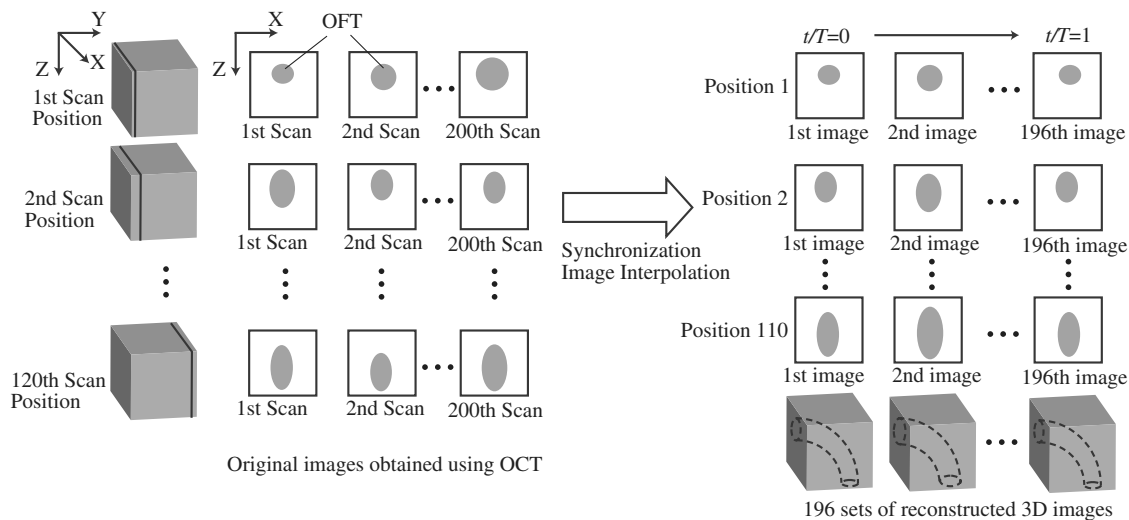 Y
X
Z
X
Z
OFT
1st Scan
Position
1st Scan
2nd Scan
200th Scan
2nd Scan
Position
1st Scan
2nd Scan
200th Scan
120th Scan
Position
1st Scan
2nd Scan
200th Scan
Original images obtained using OCT
Synchronization
Image Interpolation
t/T=0
t/T=1
Position 1
1st image
2nd image
196th image
Position 2
1st image
2nd image
196th image
Position 110
1st image
2nd image
196th image
196 sets of reconstructed 3D images